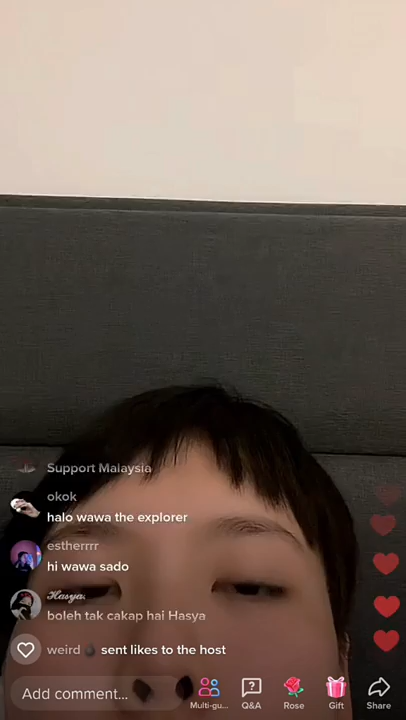 Support Malaysia
okok
halo wawa the explorer
estherrrr
hi wawa sado
Hasya.
boleh tak cakap hai Hasya
weird 💣 sent likes to the host
Add comment...
Multi-gu...
Q&A
Rose
Gift
Share